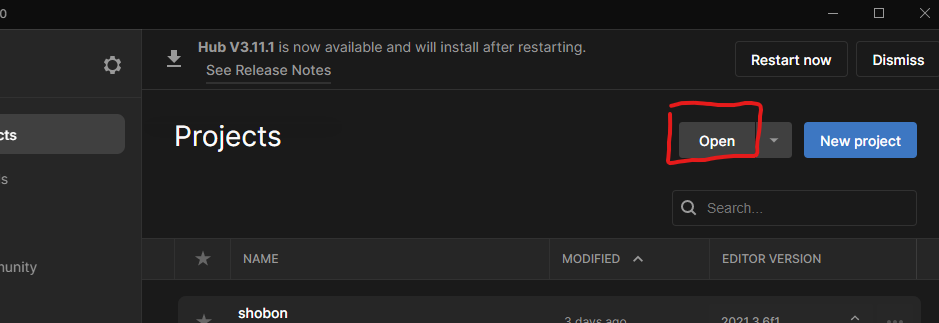 0
Hub V3.11.1 is now available and will install after restarting.
See Release Notes
Restart now
Dismiss
cts
Projects
Open
New project
s
Search...
NAME
MODIFIED
EDITOR VERSION
munity
shobon
3 days ago
2021.3.6f1